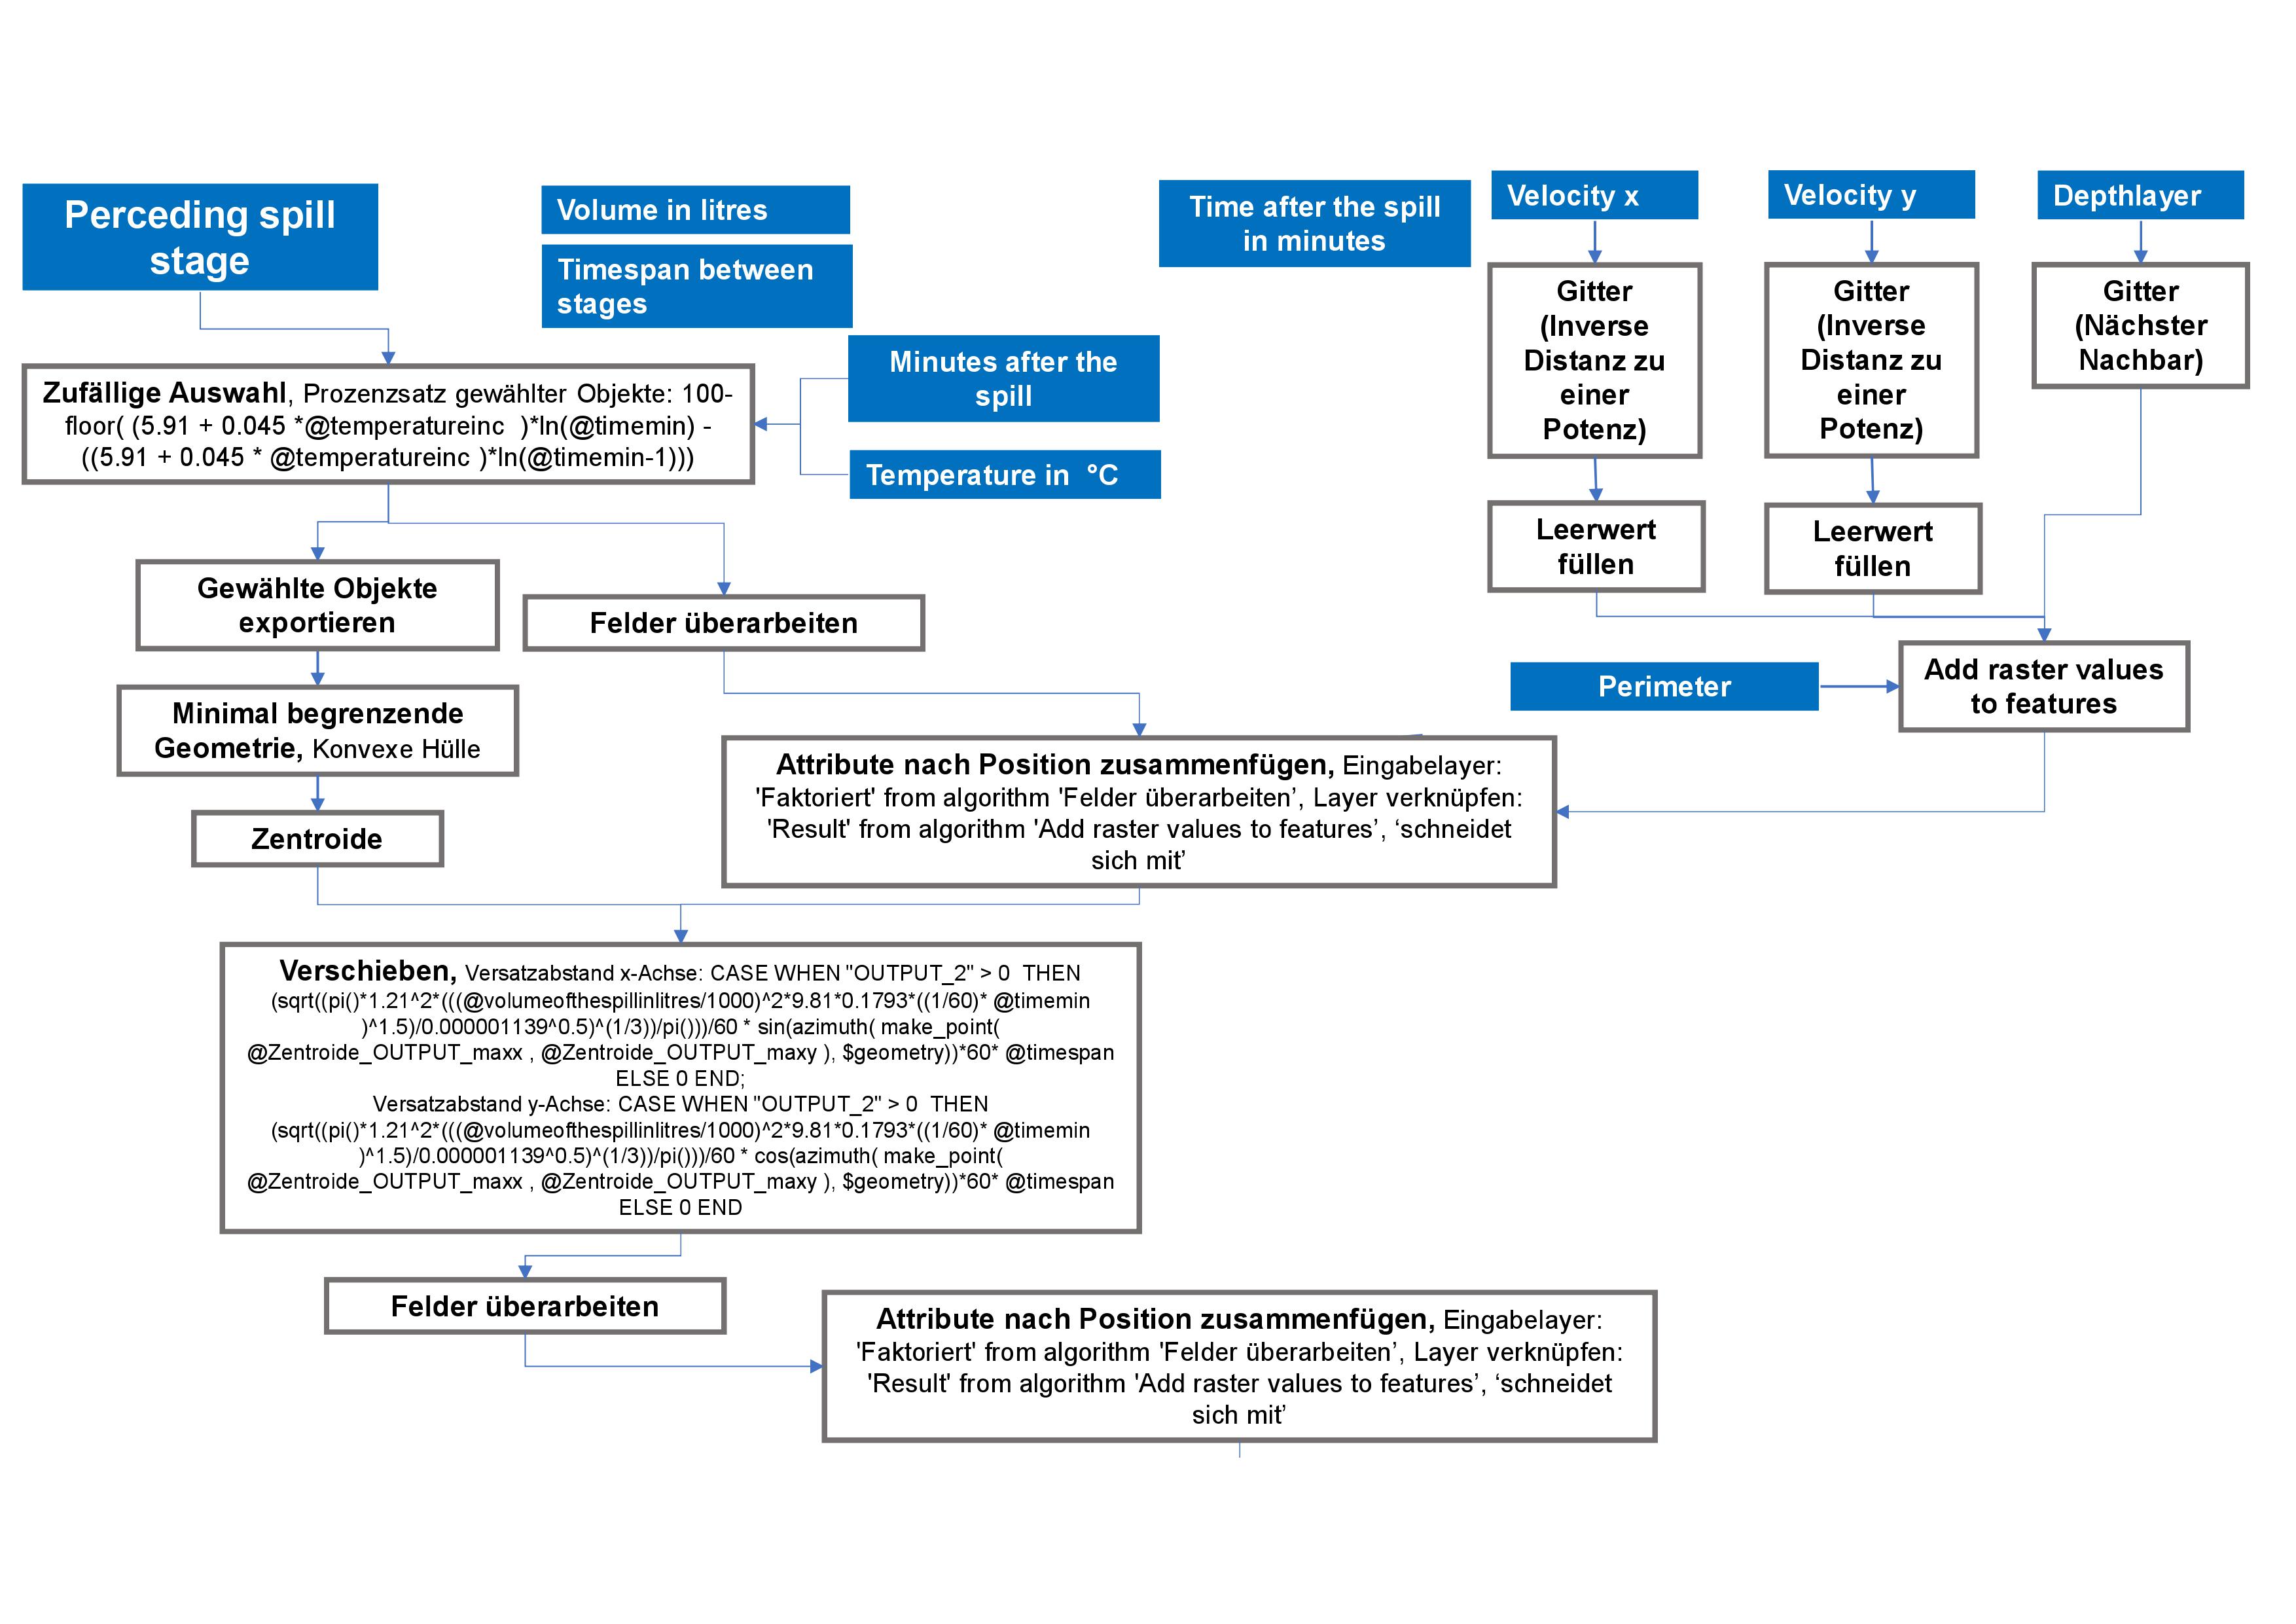 Perceding spill
stage
Volume in litres
Timespan between
stages
Time after the spill
in minutes
Velocity x
Velocity y
Depthlayer
Gitter
(Inverse
Distanz zu
einer
Potenz)
Gitter
(Inverse
Distanz zu
einer
Potenz)
Gitter
(Nächster
Nachbar)
Minutes after the
spill
Zufällige Auswahl, Prozenzsatz gewählter Objekte: 100-
floor( (5.91 + 0.045 *@temperatureinc )*ln(@timemin) -
((5.91 + 0.045 * @temperatureinc )*ln(@timemin-1)))
Temperature in °C
Leerwert
füllen
Leerwert
füllen
Gewählte Objekte
exportieren
Felder überarbeiten
Perimeter
Add raster values
to features
Minimal begrenzende
Geometrie, Konvexe Hülle
Attribute nach Position zusammenfügen, Eingabelayer:
'Faktoriert' from algorithm 'Felder überarbeiten’, Layer verknüpfen:
'Result' from algorithm 'Add raster values to features’, ‘schneidet
sich mit’
Zentroide
Verschieben, Versatzabstand x-Achse: CASE WHEN "OUTPUT_2" > 0 THEN
(sqrt((pi()*1.21^2*(((@volumeofthespillinlitres/1000)^2*9.81*0.1793*((1/60)* @timemin
)^1.5)/0.000001139^0.5)^(1/3))/pi()))/60 * sin(azimuth( make_point(
@Zentroide_OUTPUT_maxx , @Zentroide_OUTPUT_maxy ), $geometry))*60* @timespan
ELSE 0 END;
Versatzabstand y-Achse: CASE WHEN "OUTPUT_2" > 0 THEN
(sqrt((pi()*1.21^2*(((@volumeofthespillinlitres/1000)^2*9.81*0.1793*((1/60)* @timemin
)^1.5)/0.000001139^0.5)^(1/3))/pi()))/60 * cos(azimuth( make_point(
@Zentroide_OUTPUT_maxx , @Zentroide_OUTPUT_maxy ), $geometry))*60* @timespan
ELSE 0 END
Felder überarbeiten
Attribute nach Position zusammenfügen, Eingabelayer:
'Faktoriert' from algorithm 'Felder überarbeiten’, Layer verknüpfen:
'Result' from algorithm 'Add raster values to features’, ‘schneidet
sich mit’